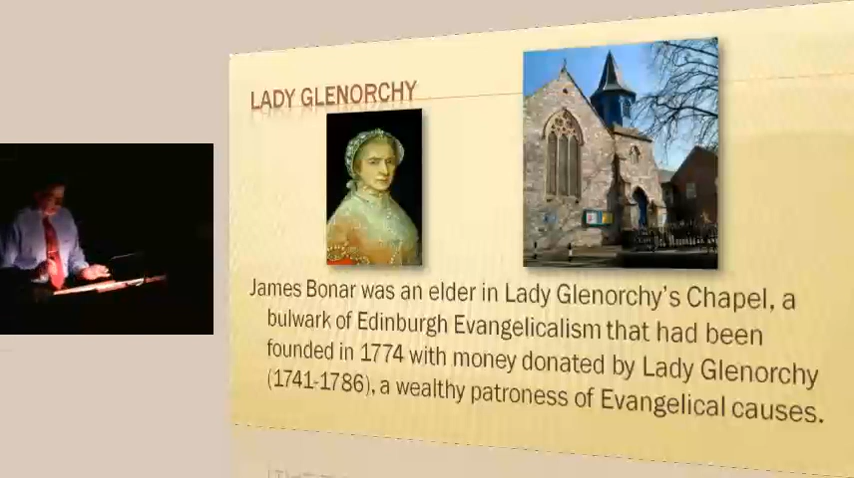 LADY GLENORCHY
James Bonar was an elder in Lady Glenorchy's Chapel, a
bulwark of Edinburgh Evangelicalism that had been
founded in 1774 with money donated by Lady Glenorchy
(1741-1786), a wealthy patroness of Evangelical causes.